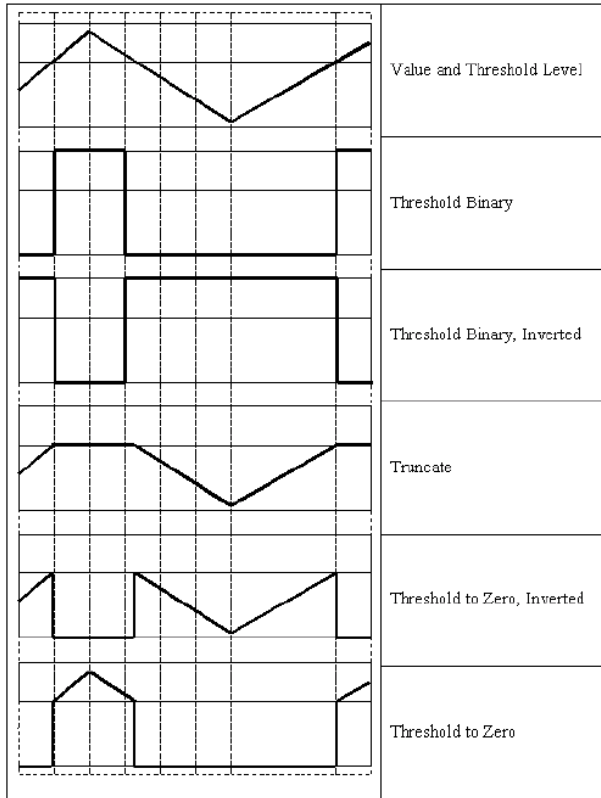 Value and Threshold Level
Threshold Binary
Threshold Binary, Inverted
Truncate
Threshold to Zero, Inverted
Threshold to Zero